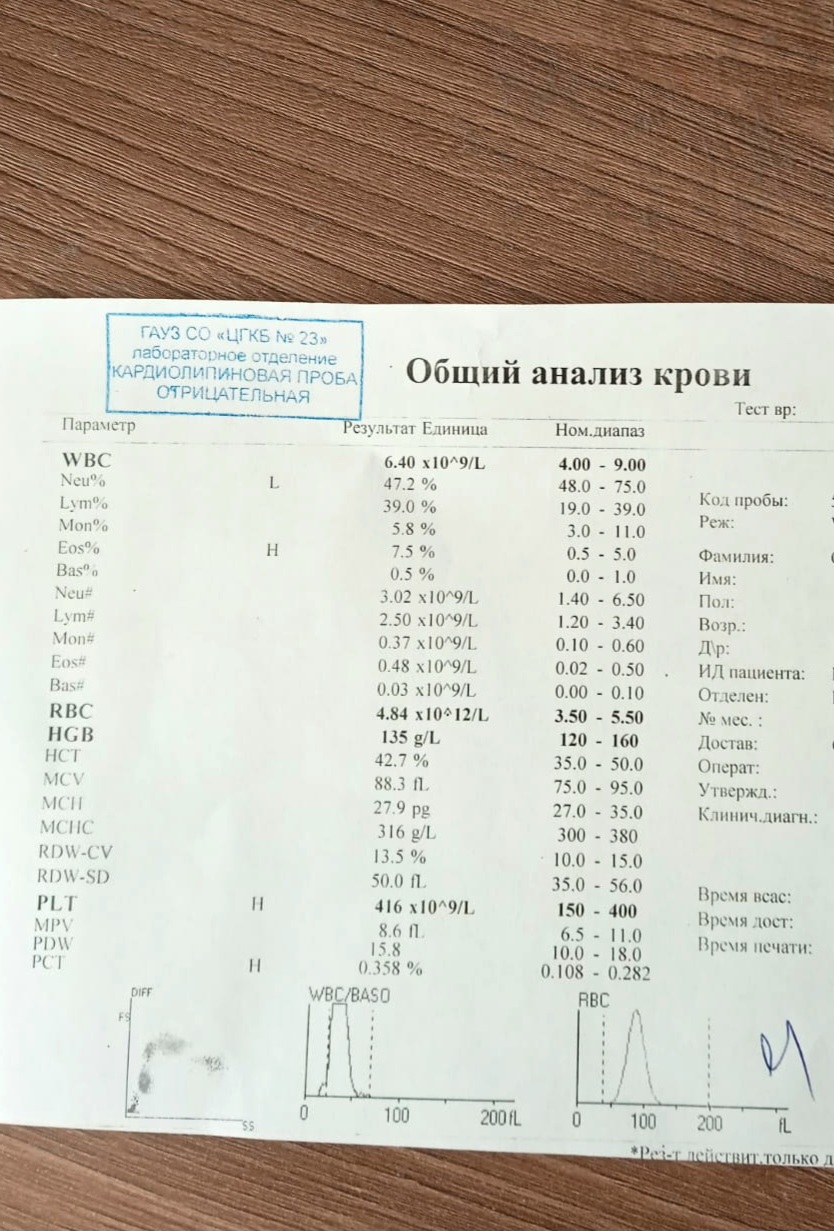 ГАУЗ СО «ЦГКБ № 23»
лабораторное отделение
КАРДИОЛИПИНОВАЯ ПРОБА
ОТРИЦАТЕЛЬНАЯ
Общий анализ крови
Тест вр:
Параметр Результат Единица Ном.диапаз
WBC 6.40 x10^9/L 4.00 - 9.00
Neu% L 47.2 % 48.0 - 75.0
Lym% 39.0 % 19.0 - 39.0
Mon% 5.8 % 3.0 - 11.0
Eos% H 7.5 % 0.5 - 5.0
Bas% 0.5 % 0.0 - 1.0
Neu# 3.02 x10^9/L 1.40 - 6.50
Lym# 2.50 x10^9/L 1.20 - 3.40
Mon# 0.37 x10^9/L 0.10 - 0.60
Eos# 0.48 x10^9/L 0.02 - 0.50
Bas# 0.03 x10^9/L 0.00 - 0.10
RBC 4.84 x10^12/L 3.50 - 5.50
HGB 135 g/L 120 - 160
HCT 42.7 % 35.0 - 50.0
MCV 88.3 fL 75.0 - 95.0
MCH 27.9 pg 27.0 - 35.0
MCHC 316 g/L 300 - 380
RDW-CV 13.5 % 10.0 - 15.0
RDW-SD 50.0 fL 35.0 - 56.0
PLT H 416 x10^9/L 150 - 400
MPV 8.6 fL 6.5 - 11.0
PDW 15.8 10.0 - 18.0
PCT H 0.358 % 0.108 - 0.282
Код пробы:
Реж:
Фамилия:
Имя:
Пол:
Возр.:
Д\р:
ИД пациента:
Отделен:
№ мес. :
Достав:
Операт:
Утвержд.:
Клинич.диагн.:
Время всас:
Время дост:
Время печати:
DIFF
FS
SS
WBC/BASO
0 100 200fL
RBC
0 100 200 fL
*Рез-т действит.только